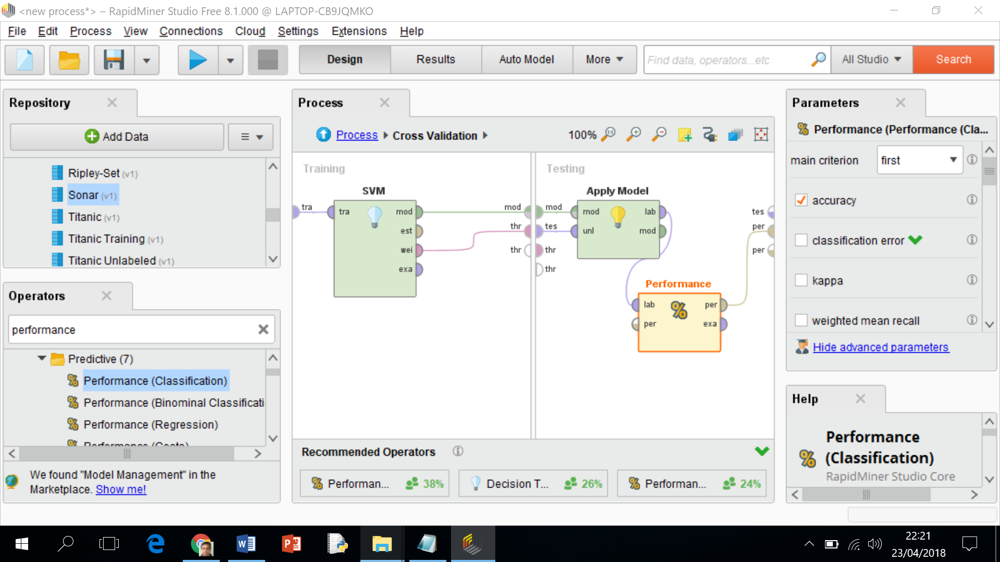 <new process*> – RapidMiner Studio Free 8.1.000 @ LAPTOP-CB9JQMKO
File Edit Process View Connections Cloud Settings Extensions Help
Design Results Auto Model More Find data, operators...etc All Studio Search
Repository
Add Data
Ripley-Set (v1)
Sonar (v1)
Titanic (v1)
Titanic Training (v1)
Titanic Unlabeled (v1)
Operators
performance
Predictive (7)
Performance (Classification)
Performance (Binominal Classificati
Performance (Regression)
Performance (Costs)
We found "Model Management" in the
Marketplace. Show me!
Process
Process Cross Validation 100%
Training
SVM
tra
tra mod
est
wei
exa
mod
thr
thr
Testing
Apply Model
mod
tes
thr
thr
mod lab
unl mod
Performance
lab per
per exa
tes
per
per
Recommended Operators
Performan... 38%
Decision T... 26%
Performan... 24%
Parameters
Performance (Performance (Cla...
main criterion first
accuracy
classification error
kappa
weighted mean recall
Hide advanced parameters
Help
Performance
(Classification)
RapidMiner Studio Core
22:21
23/04/2018